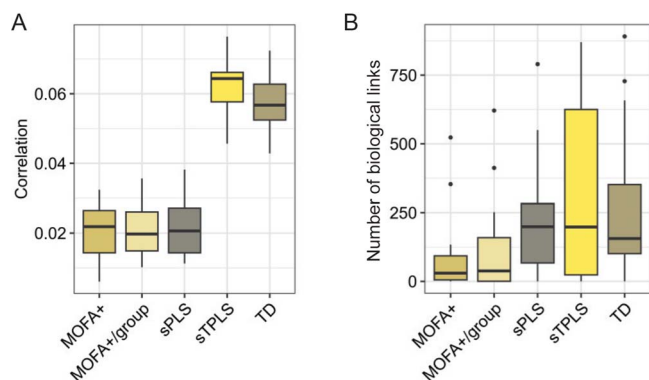 A
Correlation
0.06
0.04
0.02
MOFA+
MOFA+/group
sPLS
sTPLS
TD
B
Number of biological links
750
500
250
0
MOFA+
MOFA+/group
sPLS
sTPLS
TD